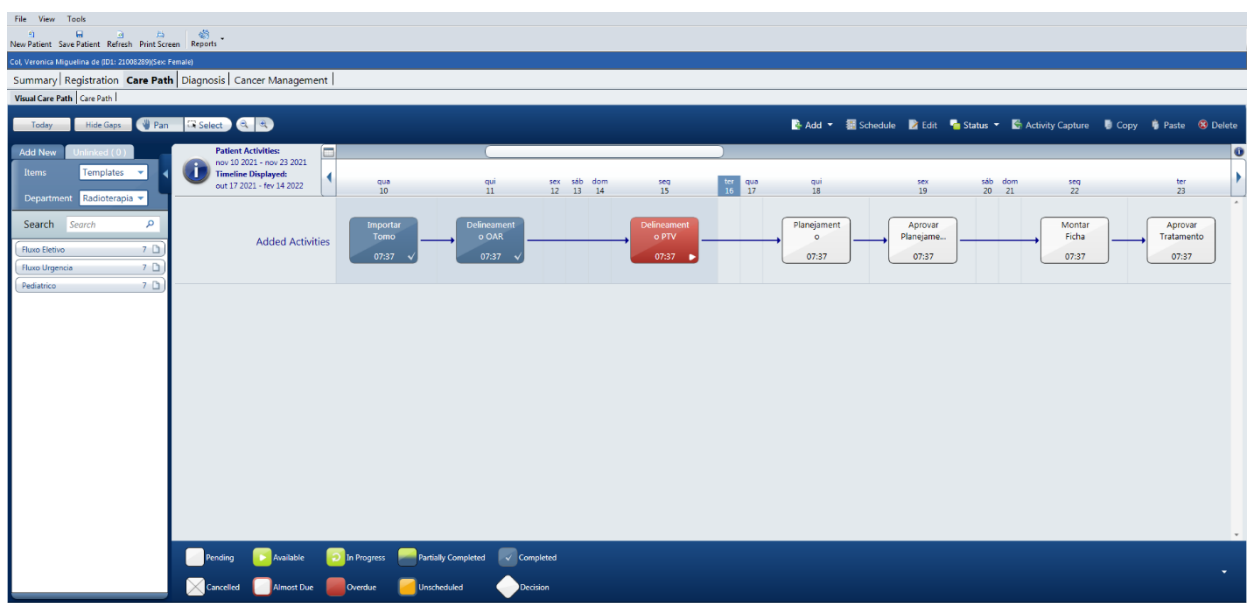 File View Tools
New Patient Save Patient Refresh Print Screen Reports
Col, Veronica Miguelina de (ID1: 21008289)(Sex: Female)
Summary Registration Care Path Diagnosis Cancer Management
Visual Care Path Care Path
Today Hide Gaps Pan Select Add Schedule Edit Status Activity Capture Copy Paste Delete
Add New Unlinked ( 0 )
Items Templates
Department Radioterapia
Search Search
Fluxo Eletivo 7
Fluxo Urgencia 7
Pediatrico 7
Patient Activities:
nov 10 2021 - nov 23 2021
Timeline Displayed:
out 17 2021 - fev 14 2022
qua qui sex sáb dom seg ter qua qui sex sáb dom seg ter
10 11 12 13 14 15 16 17 18 19 20 21 22 23
Added Activities
Importar
Tomo
07:37
Delineament
o OAR
07:37
Delineament
o PTV
07:37
Planejament
o
07:37
Aprovar
Planejame...
07:37
Montar
Ficha
07:37
Aprovar
Tratamento
07:37
Pending Available In Progress Partially Completed Completed
Cancelled Almost Due Overdue Unscheduled Decision